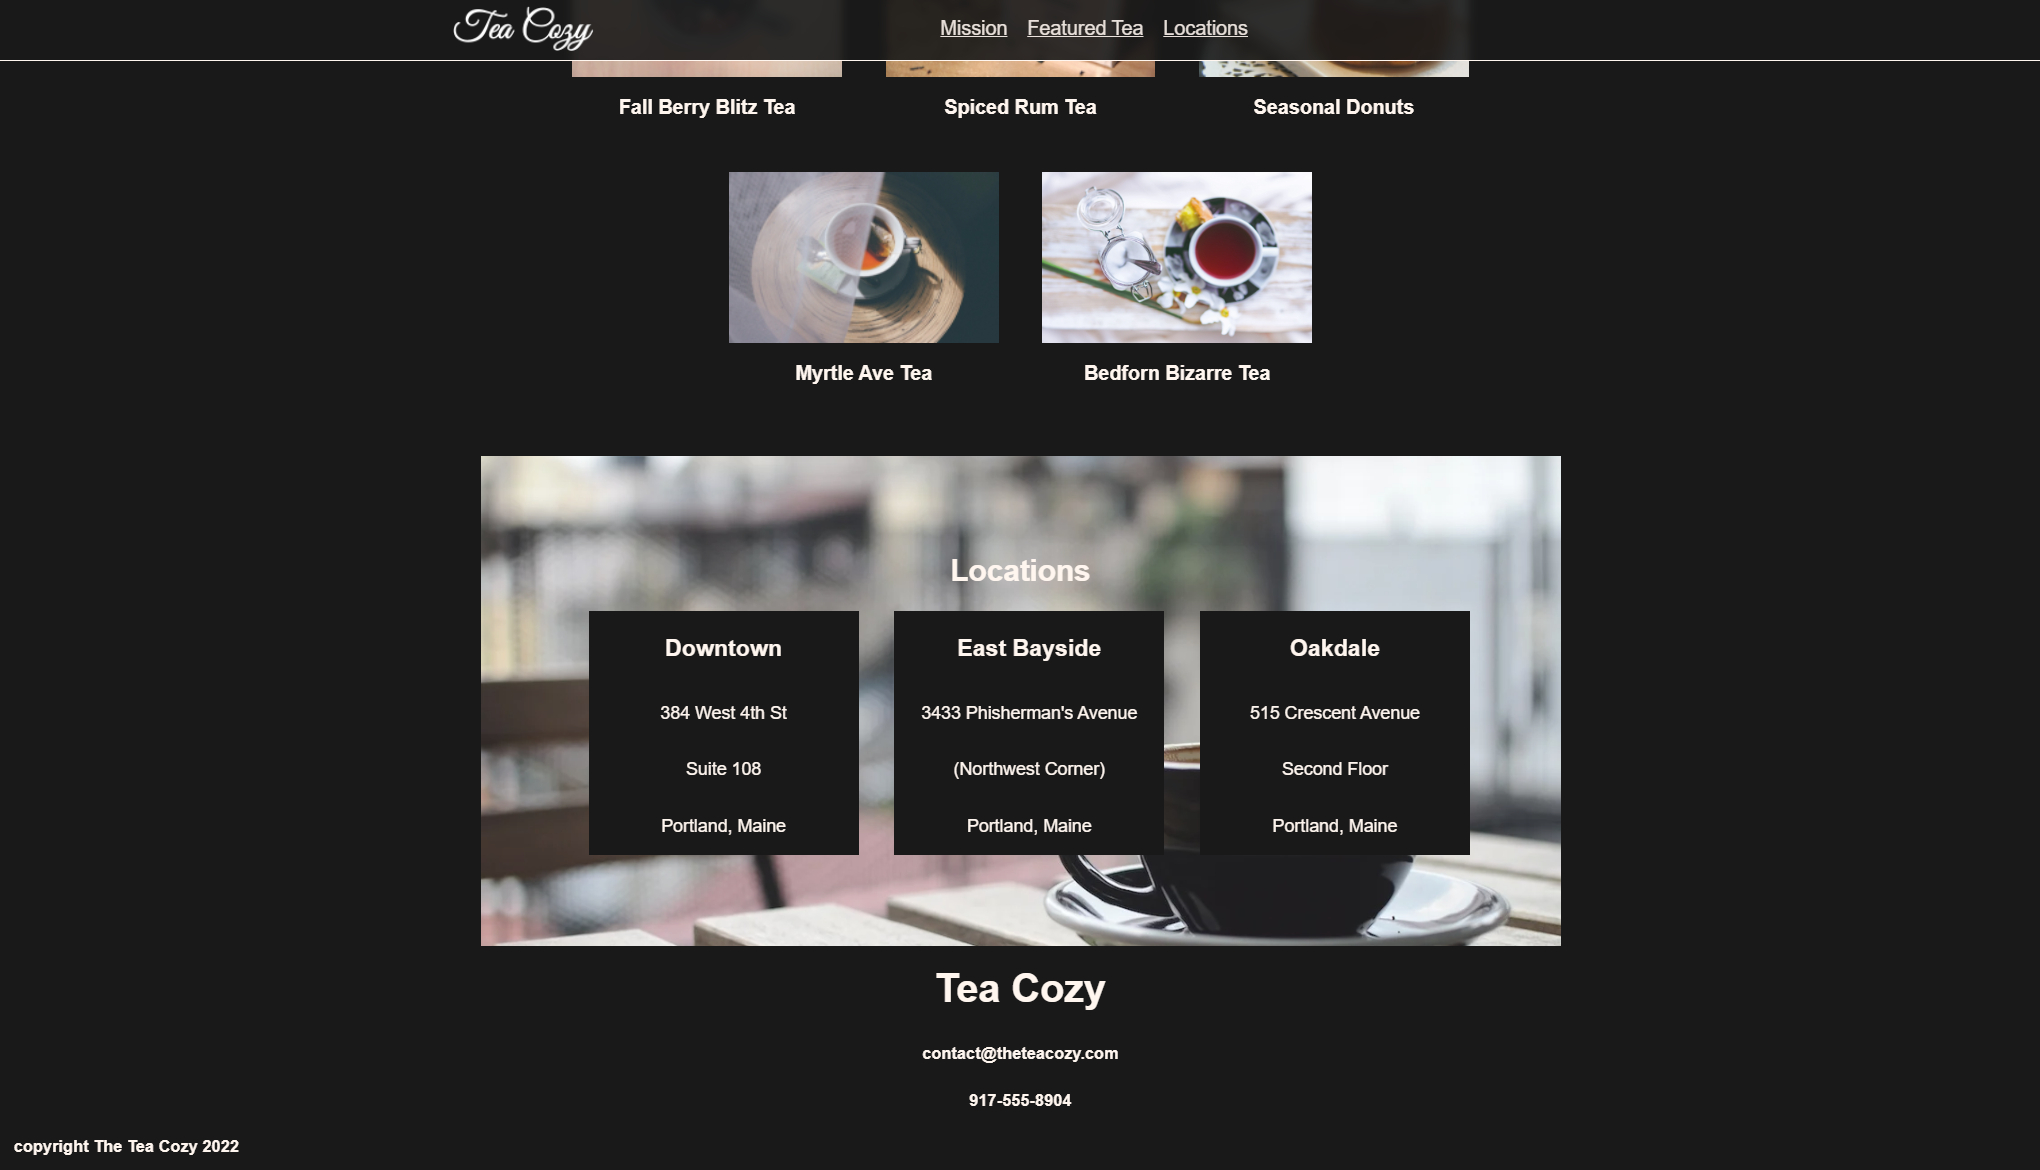 Tea Cozy
Mission Featured Tea Locations
Fall Berry Blitz Tea Spiced Rum Tea Seasonal Donuts
Myrtle Ave Tea Bedforn Bizarre Tea
Locations
Downtown
384 West 4th St
Suite 108
Portland, Maine
East Bayside
3433 Phisherman's Avenue
(Northwest Corner)
Portland, Maine
Oakdale
515 Crescent Avenue
Second Floor
Portland, Maine
Tea Cozy
contact@theteacozy.com
917-555-8904
copyright The Tea Cozy 2022